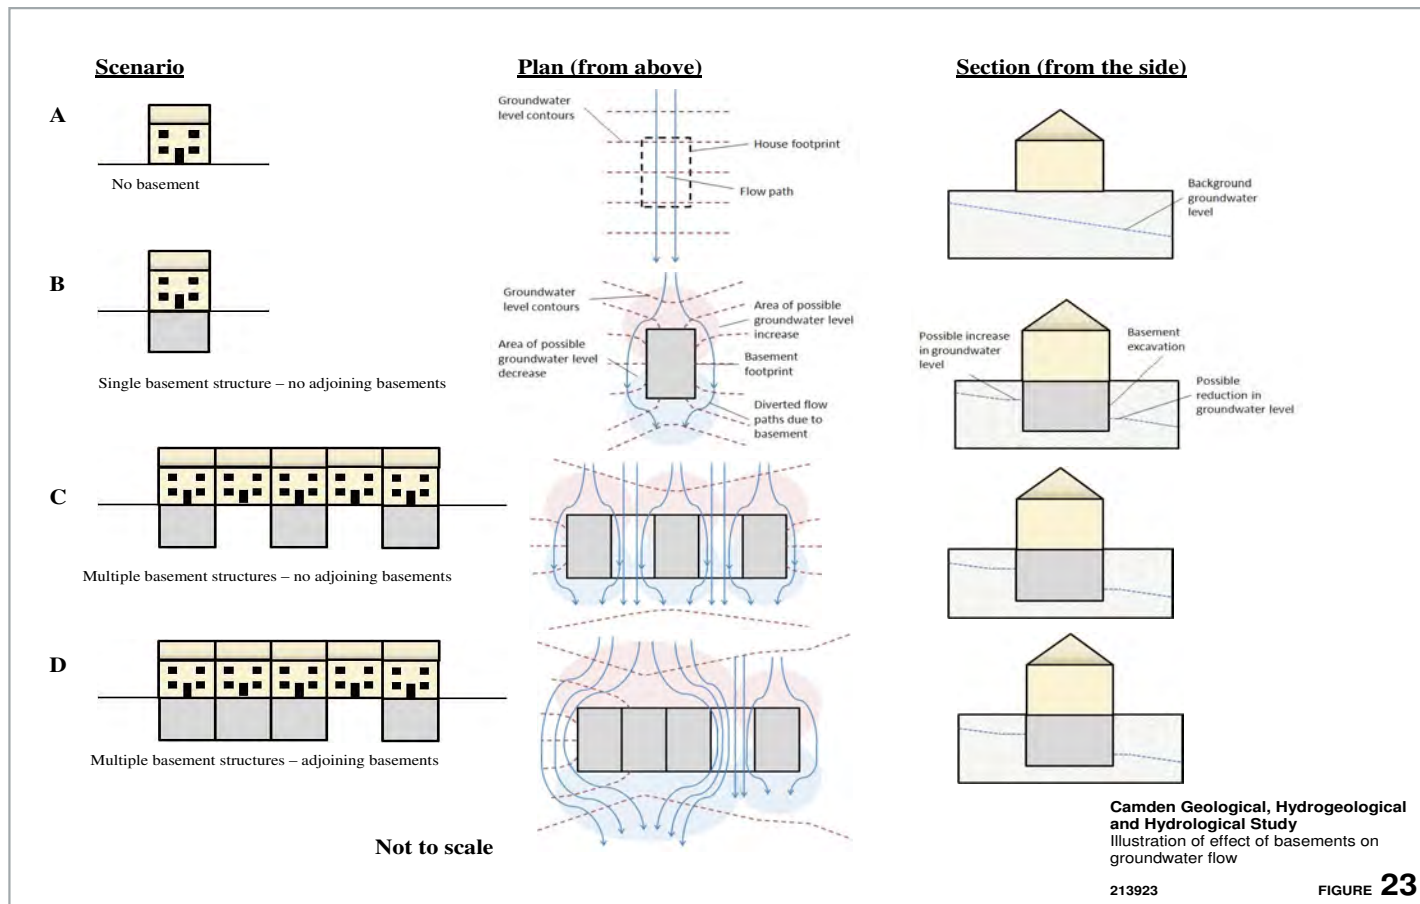 Scenario
Plan (from above)
Section (from the side)
A
No basement
Groundwater
level contours
House footprint
Flow path
Background
groundwater
level
B
Single basement structure – no adjoining basements
Groundwater
level contours
Area of possible
groundwater level
increase
Area of possible
groundwater level
decrease
Basement
footprint
Diverted flow
paths due to
basement
Possible increase
in groundwater
level
Basement
excavation
Possible
reduction in
groundwater level
C
Multiple basement structures – no adjoining basements
D
Multiple basement structures – adjoining basements
Not to scale
Camden Geological, Hydrogeological
and Hydrological Study
Illustration of effect of basements on
groundwater flow
213923
FIGURE 23